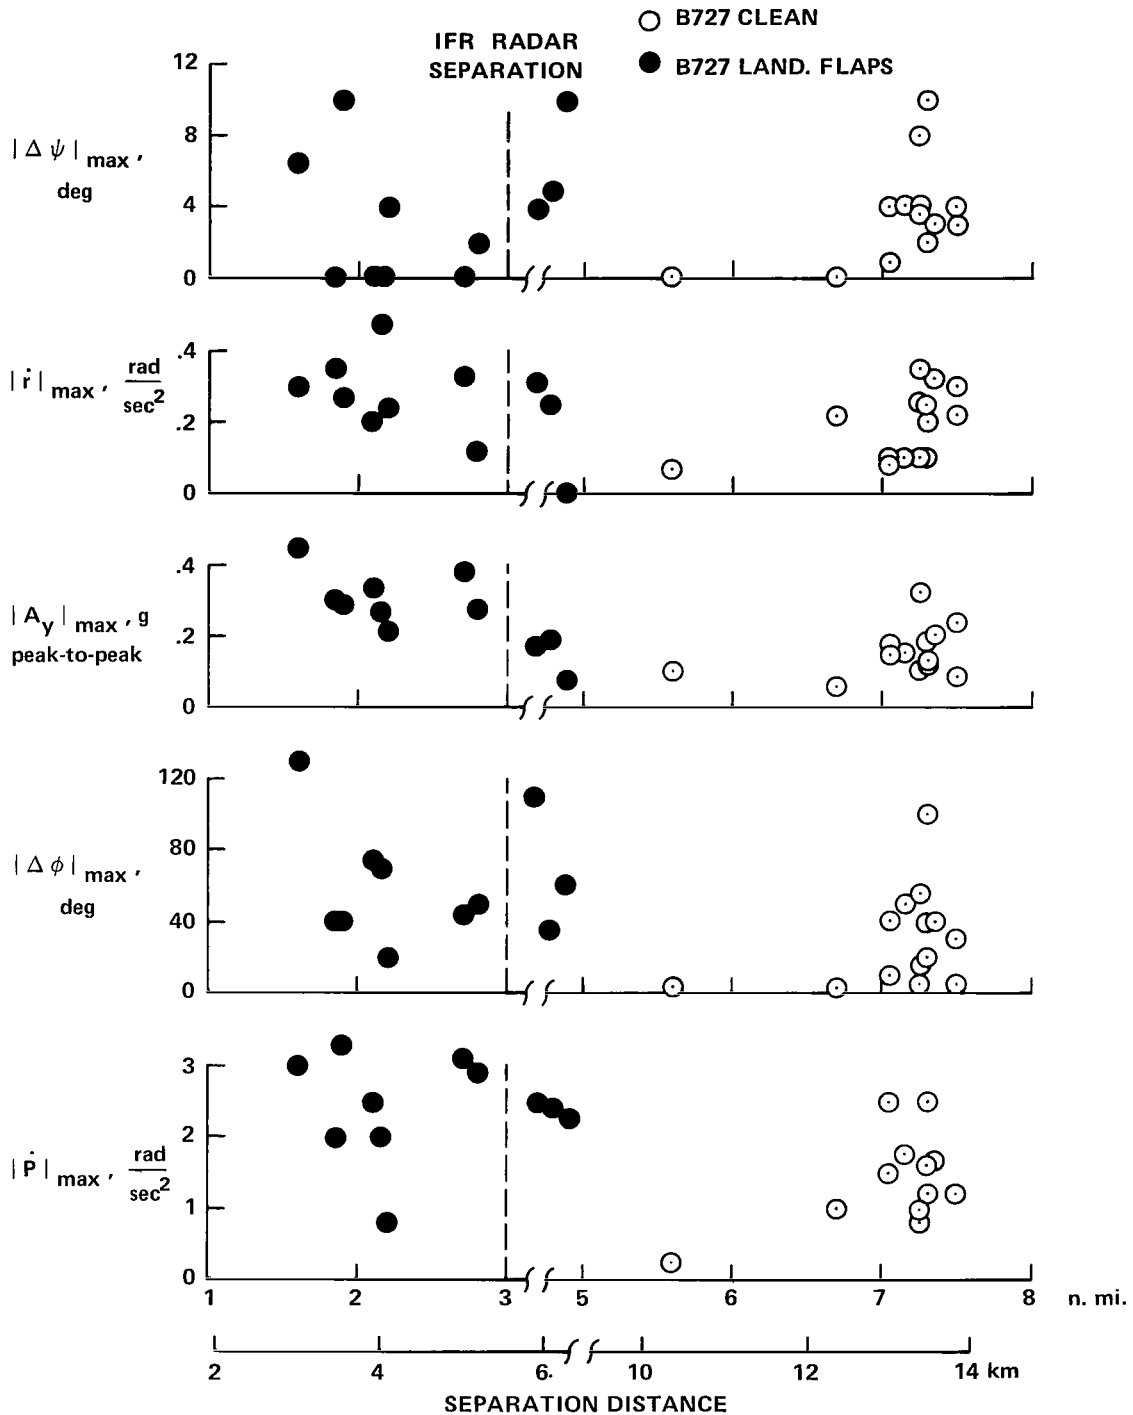 B727 CLEAN
IFR RADAR
SEPARATION
B727 LAND. FLAPS
12
8
4
0
|Δ ψ| max,
deg
.4
.2
0
|ṙ| max, rad
sec2
.4
.2
0
|Ay| max, g
peak-to-peak
120
80
40
0
|Δ ϕ| max,
deg
3
2
1
0
|Ṗ| max, rad
sec2
1 2 3 5 6 7 8 n. mi.
2 4 6. 10 12 14 km
SEPARATION DISTANCE